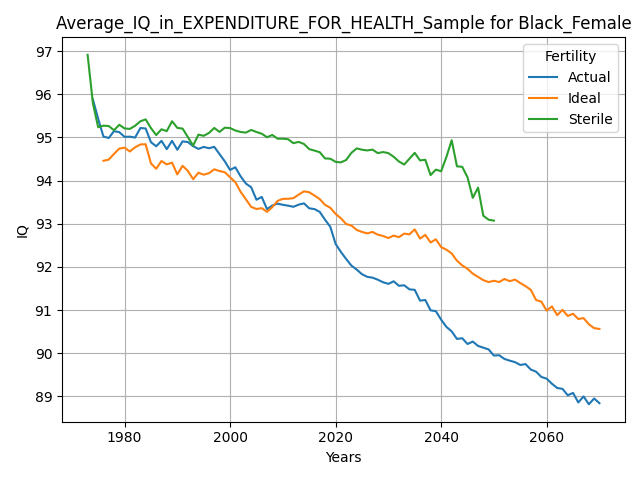 Average_IQ_in_EXPENDITURE_FOR_HEALTH_Sample for Black_Female
Fertility
Actual
Ideal
Sterile
IQ
97
96
95
94
93
92
91
90
89
1980
2000
2020
2040
2060
Years